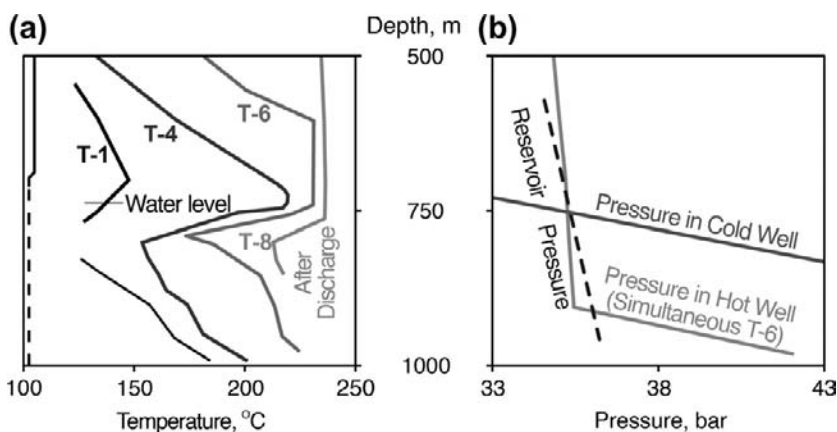 (a)
Depth, m
(b)
500
T-6
T-4
T-1
Water level
T-8
After
Discharge
750
1000
100
150
200
250
Temperature, °C
Reservoir
Pressure
Pressure in Cold Well
Pressure in Hot Well
(Simultaneous T-6)
33
38
43
Pressure, bar